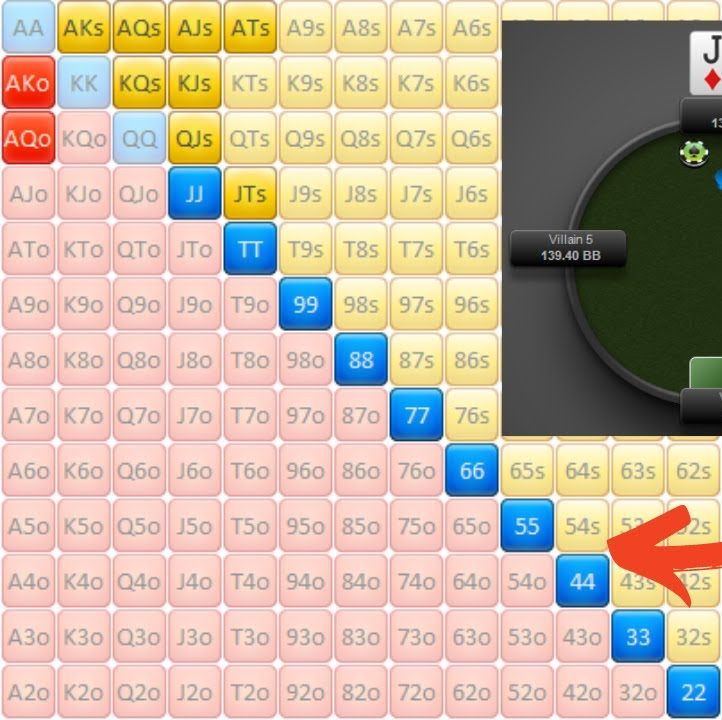 AA AKs AQs AJs ATs A9s A8s A7s A6s
AKo KK KQs KJs KTs K9s K8s K7s K6s
J
AQo KQo QQ QJs QTs Q9s Q8s Q7s Q6s
AJo KJo QJo JJ JTs J9s J8s J7s J6s
ATo KTo QTo JTo TT T9s T8s T7s T6s
Villain 5
139.40 BB
A9o K9o Q9o J9o T9o 99 98s 97s 96s
A8o K8o Q8o J8o T8o 98o 88 87s 86s
A7o K7o Q7o J7o T7o 97o 87o 77 76s
A6o K6o Q6o J6o T6o 96o 86o 76o 66 65s 64s 63s 62s
A5o K5o Q5o J5o T5o 95o 85o 75o 65o 55 54s
A4o K4o Q4o J4o T4o 94o 84o 74o 64o 54o 44 43s 42s
A3o K3o Q3o J3o T3o 93o 83o 73o 63o 53o 43o 33 32s
A2o K2o Q2o J2o T2o 92o 82o 72o 62o 52o 42o 32o 22